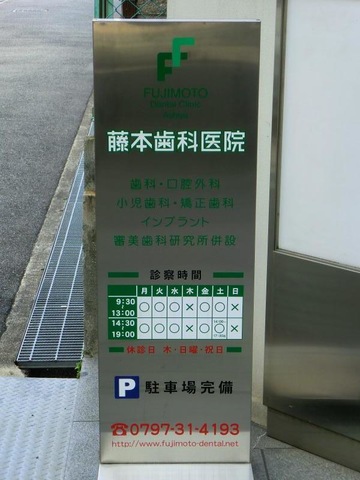 FUJIMOTO
Dental Clinic
藤本歯科医院
歯科・口腔外科
小児歯科・矯正歯科
インプラント
審美歯科研究所併設
診察時間
月 火 水 木 金 土 日
9:30 ~ 13:00 ○ ○ ○ × ○ ○ ×
14:30 ~ 19:00 ○ ○ ○ × ○ ○ ×
休診日 木・日曜・祝日
P 駐車場完備
☎0797-31-4193
http://www.fujimoto-dental.net